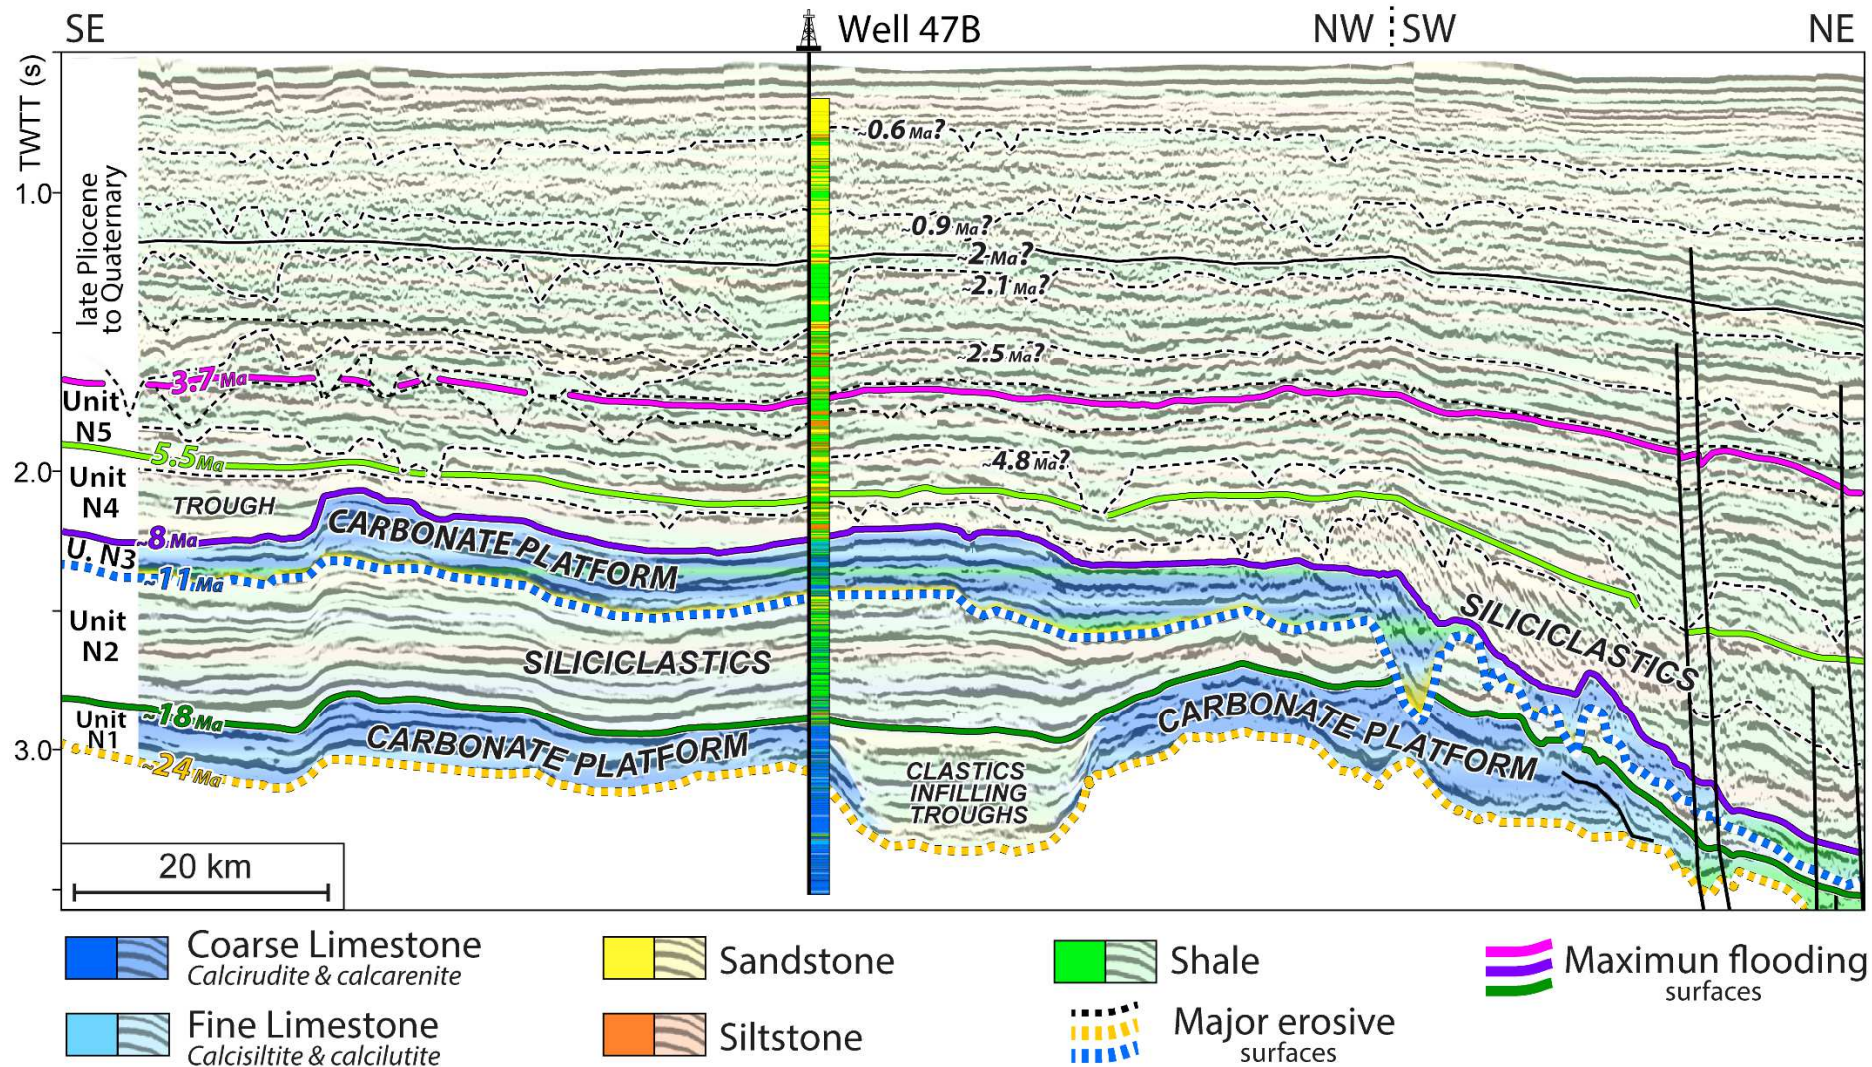 SE
Well 47B
NW
SW
NE
TWTT (s)
1.0
2.0
3.0
late Pliocene
to Quaternary
~0.6 Ma?
~0.9 Ma?
~2 Ma?
~2.1 Ma?
~2.5 Ma?
3.7 Ma
Unit
N5
~4.8 Ma?
5.5 Ma
Unit
N4
TROUGH
~8 Ma
CARBONATE PLATFORM
U. N3
~11 Ma
SILICICLASTICS
Unit
N2
SILICICLASTICS
~18 Ma
Unit
N1
CARBONATE PLATFORM
CARBONATE PLATFORM
~24 Ma
CLASTICS
INFILLING
TROUGHS
20 km
Coarse Limestone
Calcirudite & calcarenite
Fine Limestone
Calcisiltite & calcilutite
Sandstone
Siltstone
Shale
Major erosive
surfaces
Maximun flooding
surfaces